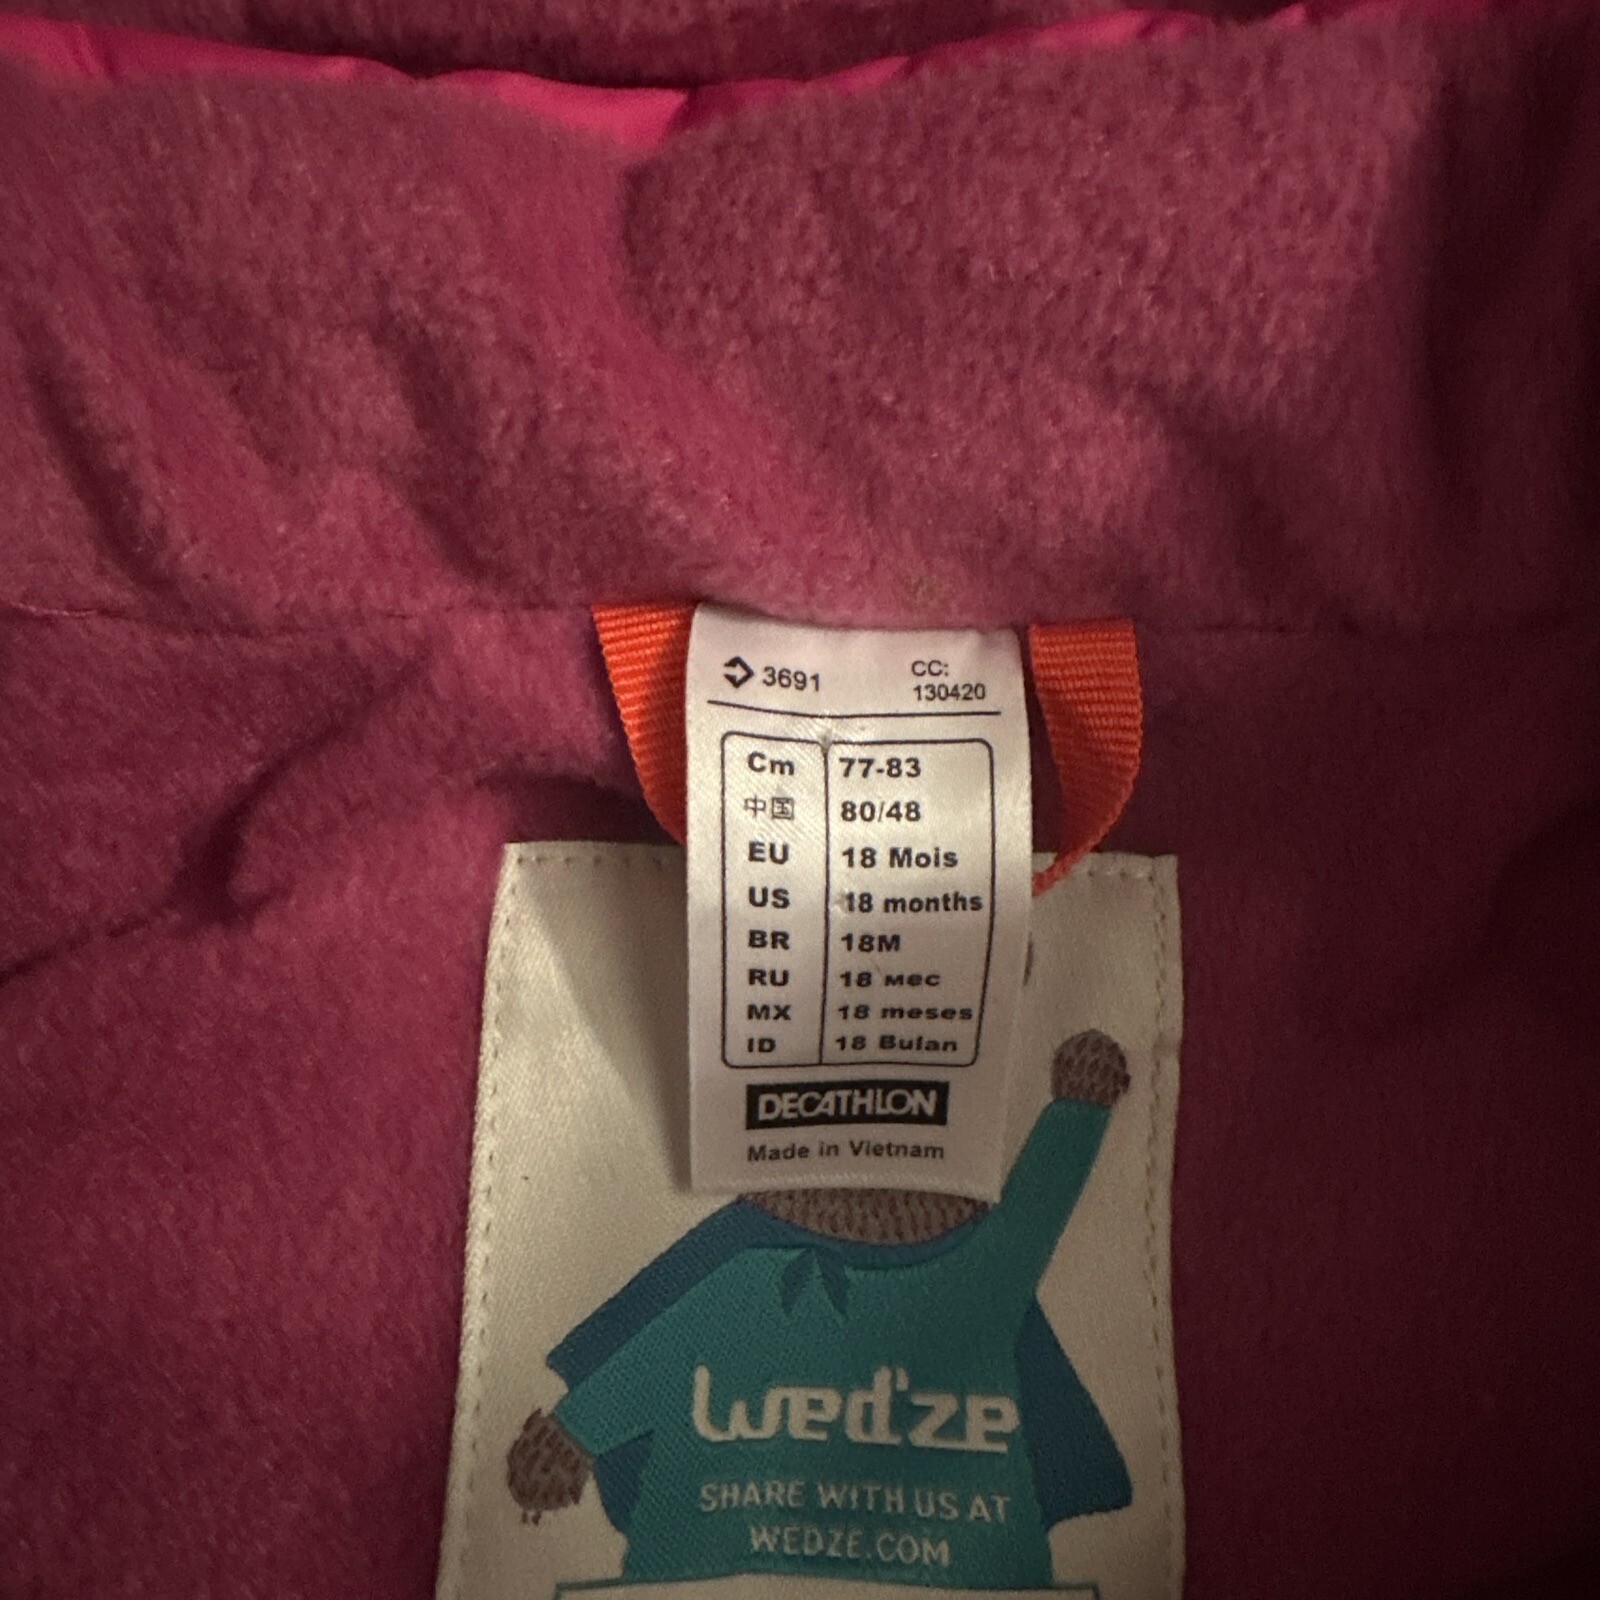 3691 CC:
130420
Cm 77-83
中国 80/48
EU 18 Mois
US 18 months
BR 18M
RU 18 мес
MX 18 meses
ID 18 Bulan
DECATHLON
Made in Vietnam
wed'ze
SHARE WITH US AT
WEDZE.COM